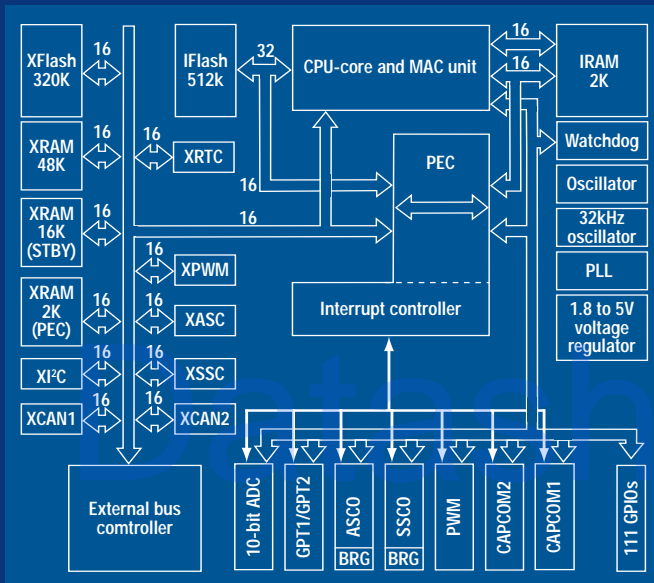 XFlash
320K
16
IFlash
512k
32
CPU-core and MAC unit
16
16
IRAM
2K
XRAM
48K
16
16
XRTC
16
PEC
Watchdog
Oscillator
XRAM
16K
(STBY)
16
16
32kHz
oscillator
16
XPWM
PLL
XRAM
2K
(PEC)
16
16
XASC
Interrupt controller
1.8 to 5V
voltage
regulator
XI²C
16
16
XSSC
XCAN1
16
16
XCAN2
Datash
External bus
comtroller
10-bit ADC
GPT1/GPT2
ASCO
BRG
SSCO
BRG
PWM
CAPCOM2
CAPCOM1
111 GPIOs